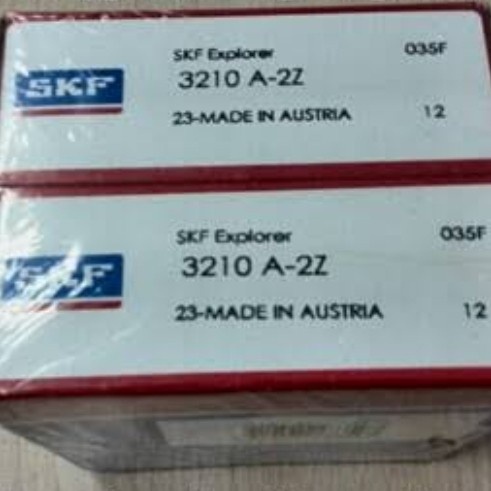 SKF
SKF Explorer 035F
3210 A-2Z
23-MADE IN AUSTRIA 12
SKF
SKF Explorer 035F
3210 A-2Z
23-MADE IN AUSTRIA 12